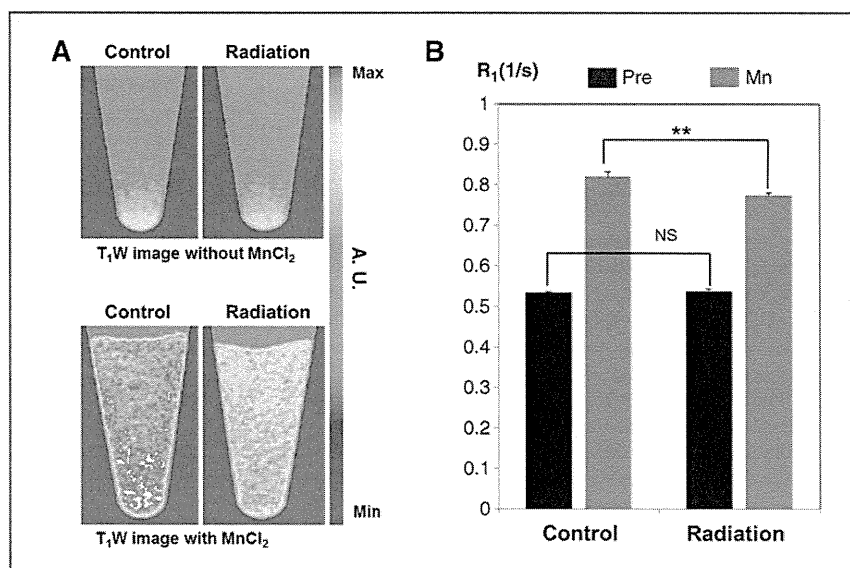 A
Control Radiation
Max
T₁W image without MnCl₂
A. U.
Control Radiation
Min
T₁W image with MnCl₂
B
R₁(1/s)
Pre Mn
1
0.9
0.8
0.7
0.6
0.5
0.4
0.3
0.2
0.1
0
**
NS
Control Radiation